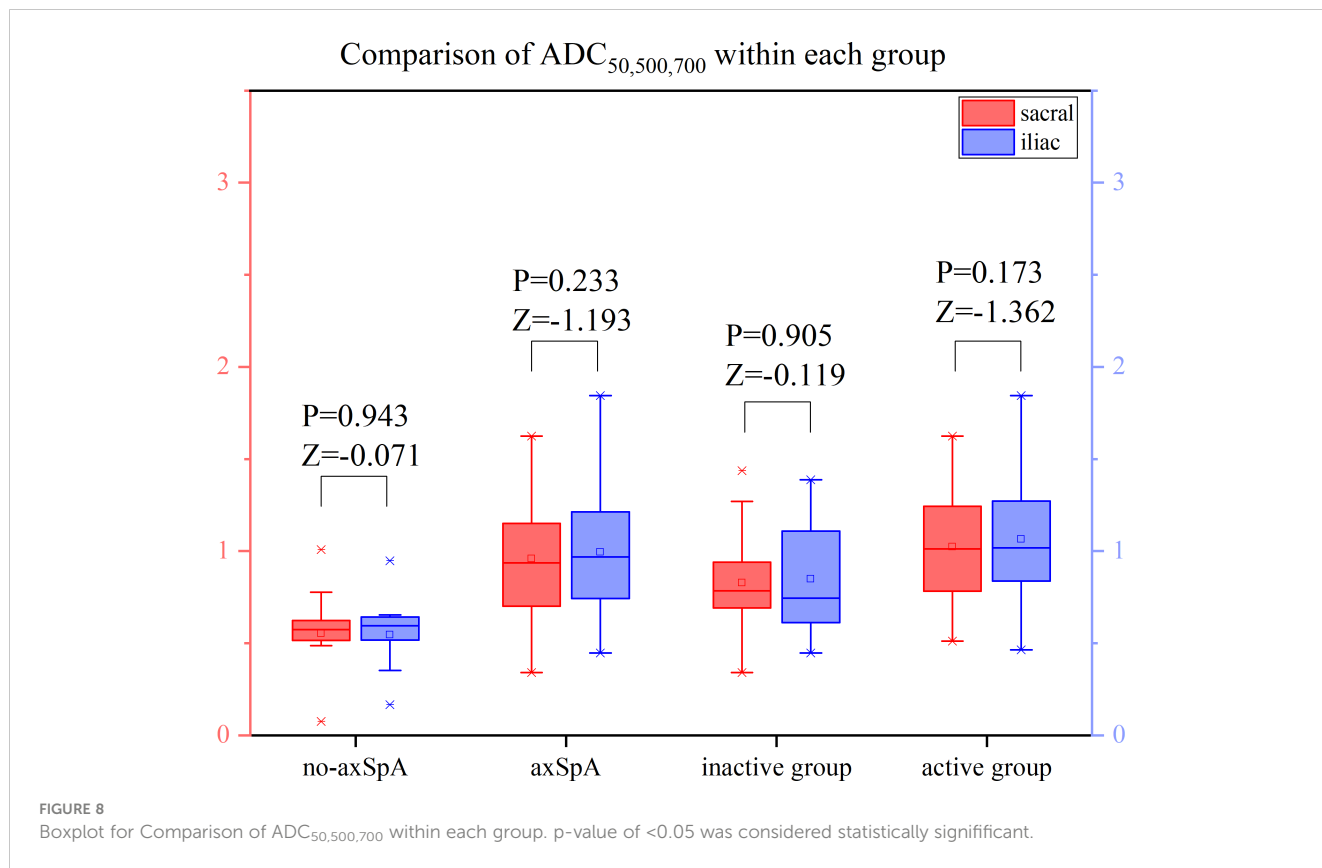 Comparison of ADC50,500,700 within each group
sacral
iliac
3
3
P=0.233
Z=-1.193
P=0.173
Z=-1.362
P=0.905
Z=-0.119
2
2
P=0.943
Z=-0.071
1
1
0
0
no-axSpA
axSpA
inactive group
active group
FIGURE 8
Boxplot for Comparison of ADC50,500,700 within each group. p-value of <0.05 was considered statistically signififficant.